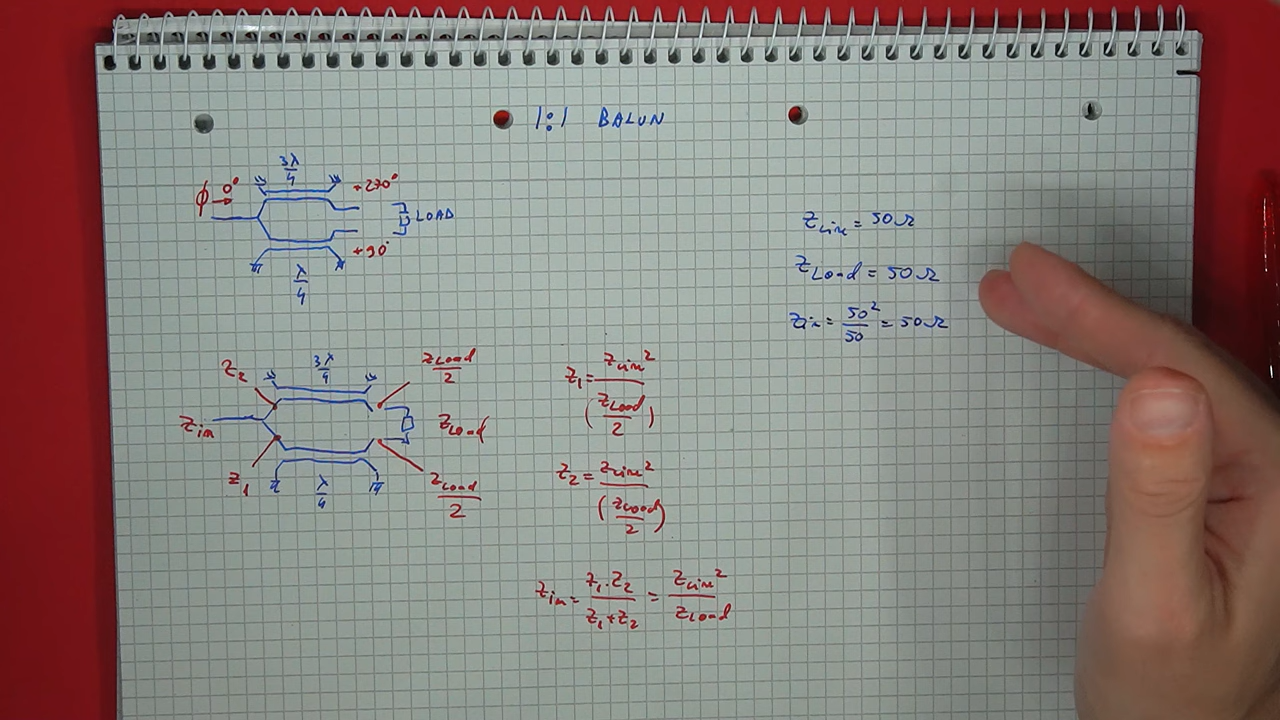 1:1 BALUN
3λ/4
0°
ϕ
+270°
LOAD
+90°
λ/4
Zline = 50Ω
ZLoad = 50Ω
Zin = 50²/50 = 50Ω
3λ/4
Z2
ZLoad/2
Zin
ZLoad
Z1
λ/4
ZLoad/2
Z1 = Zline²/(ZLoad/2)
Z2 = Zline²/(ZLoad/2)
Zin = Z1.Z2/Z1+Z2 = Zline²/ZLoad